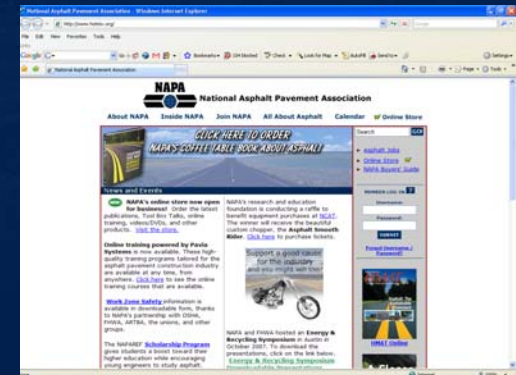 National Asphalt Pavement Association - Windows Internet Explorer
File Edit View Favorites Tools Help
Google
Settings
National Asphalt Pavement Association
NAPA
National Asphalt Pavement Association
About NAPA Inside NAPA Join NAPA All About Asphalt Calendar Online Store
CLICK HERE TO ORDER
NAPA'S COFFEE TABLE BOOK ABOUT ASPHALT
News and Events
NAPA's online store now open
for business! Order the latest
publications, Tool Box Talks, online
training, videos/DVDs, and other
products. Visit the store.
Online training powered by Pavia
Systems is now available. These high-
quality training programs tailored for the
asphalt pavement construction industry
are available at any time, from
anywhere. Click here to see the online
training courses that are available.
Work Zone Safety information is
available in downloadable form, thanks
to NAPA's partnership with OSHA,
FHWA, ARTBA, the unions, and other
groups.
The NAPAREF Scholarship Program
gives students a boost toward their
higher education while encouraging
young engineers to study asphalt
NAPA's research and education
foundation is conducting a raffle to
benefit equipment purchases at NCAT.
The winner will receive the beautiful
custom chopper, the Asphalt Smooth
Rider. Click here to purchase tickets.
Support a good cause
for the industry
and you might win the
NAPA and FHWA hosted an Energy &
Recycling Symposium in Austin in
October 2007. To download the
presentations, click on the link below.
Energy & Recycling Symposium
Search GO
Asphalt Jobs
Online Store
NAPA Buyers' Guide
MEMBER LOG ON
Username:
Password:
SUBMIT
Forgot Username /
Password?
HMAT Online